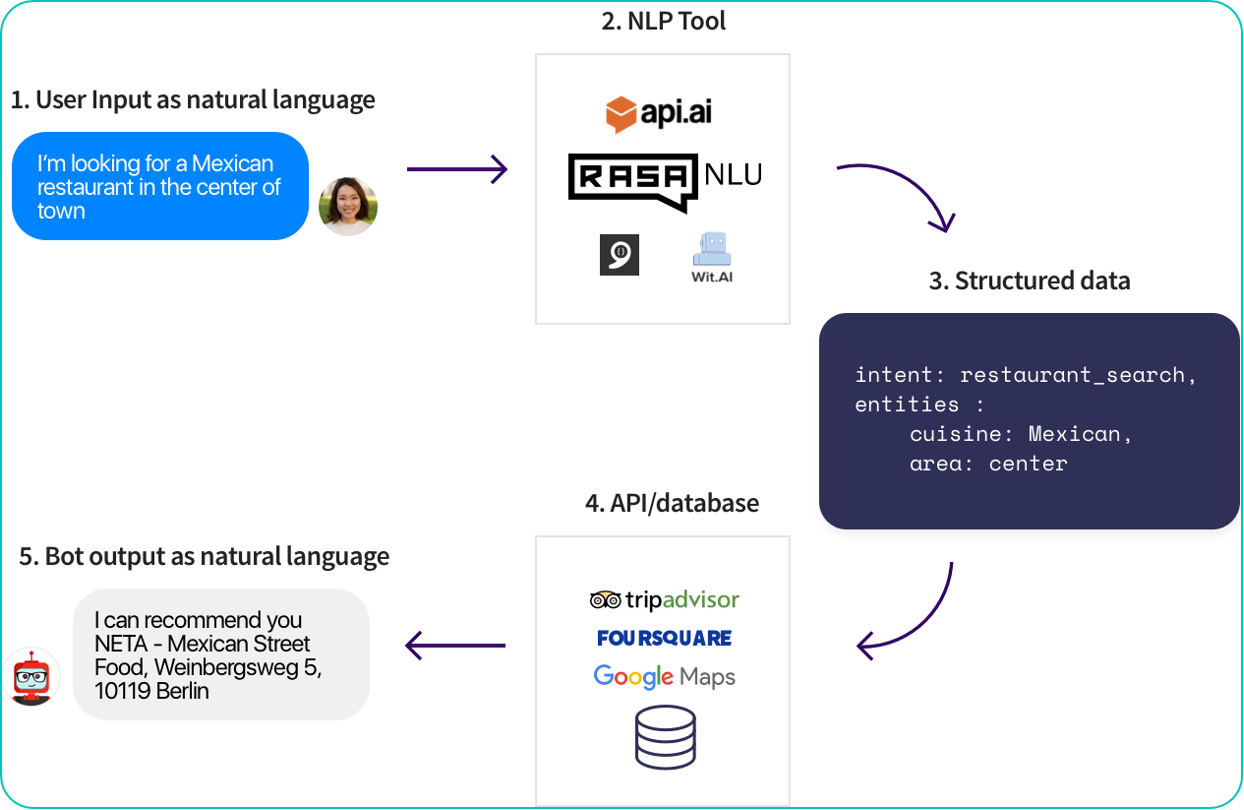 1. User Input as natural language
I'm looking for a Mexican
restaurant in the center of
town
2. NLP Tool
api.ai
RASA NLU
Wit.AI
3. Structured data
intent: restaurant_search,
entities :
cuisine: Mexican,
area: center
4. API/database
tripadvisor
FOURSQUARE
Google Maps
5. Bot output as natural language
I can recommend you
NETA - Mexican Street
Food, Weinbergsweg 5,
10119 Berlin